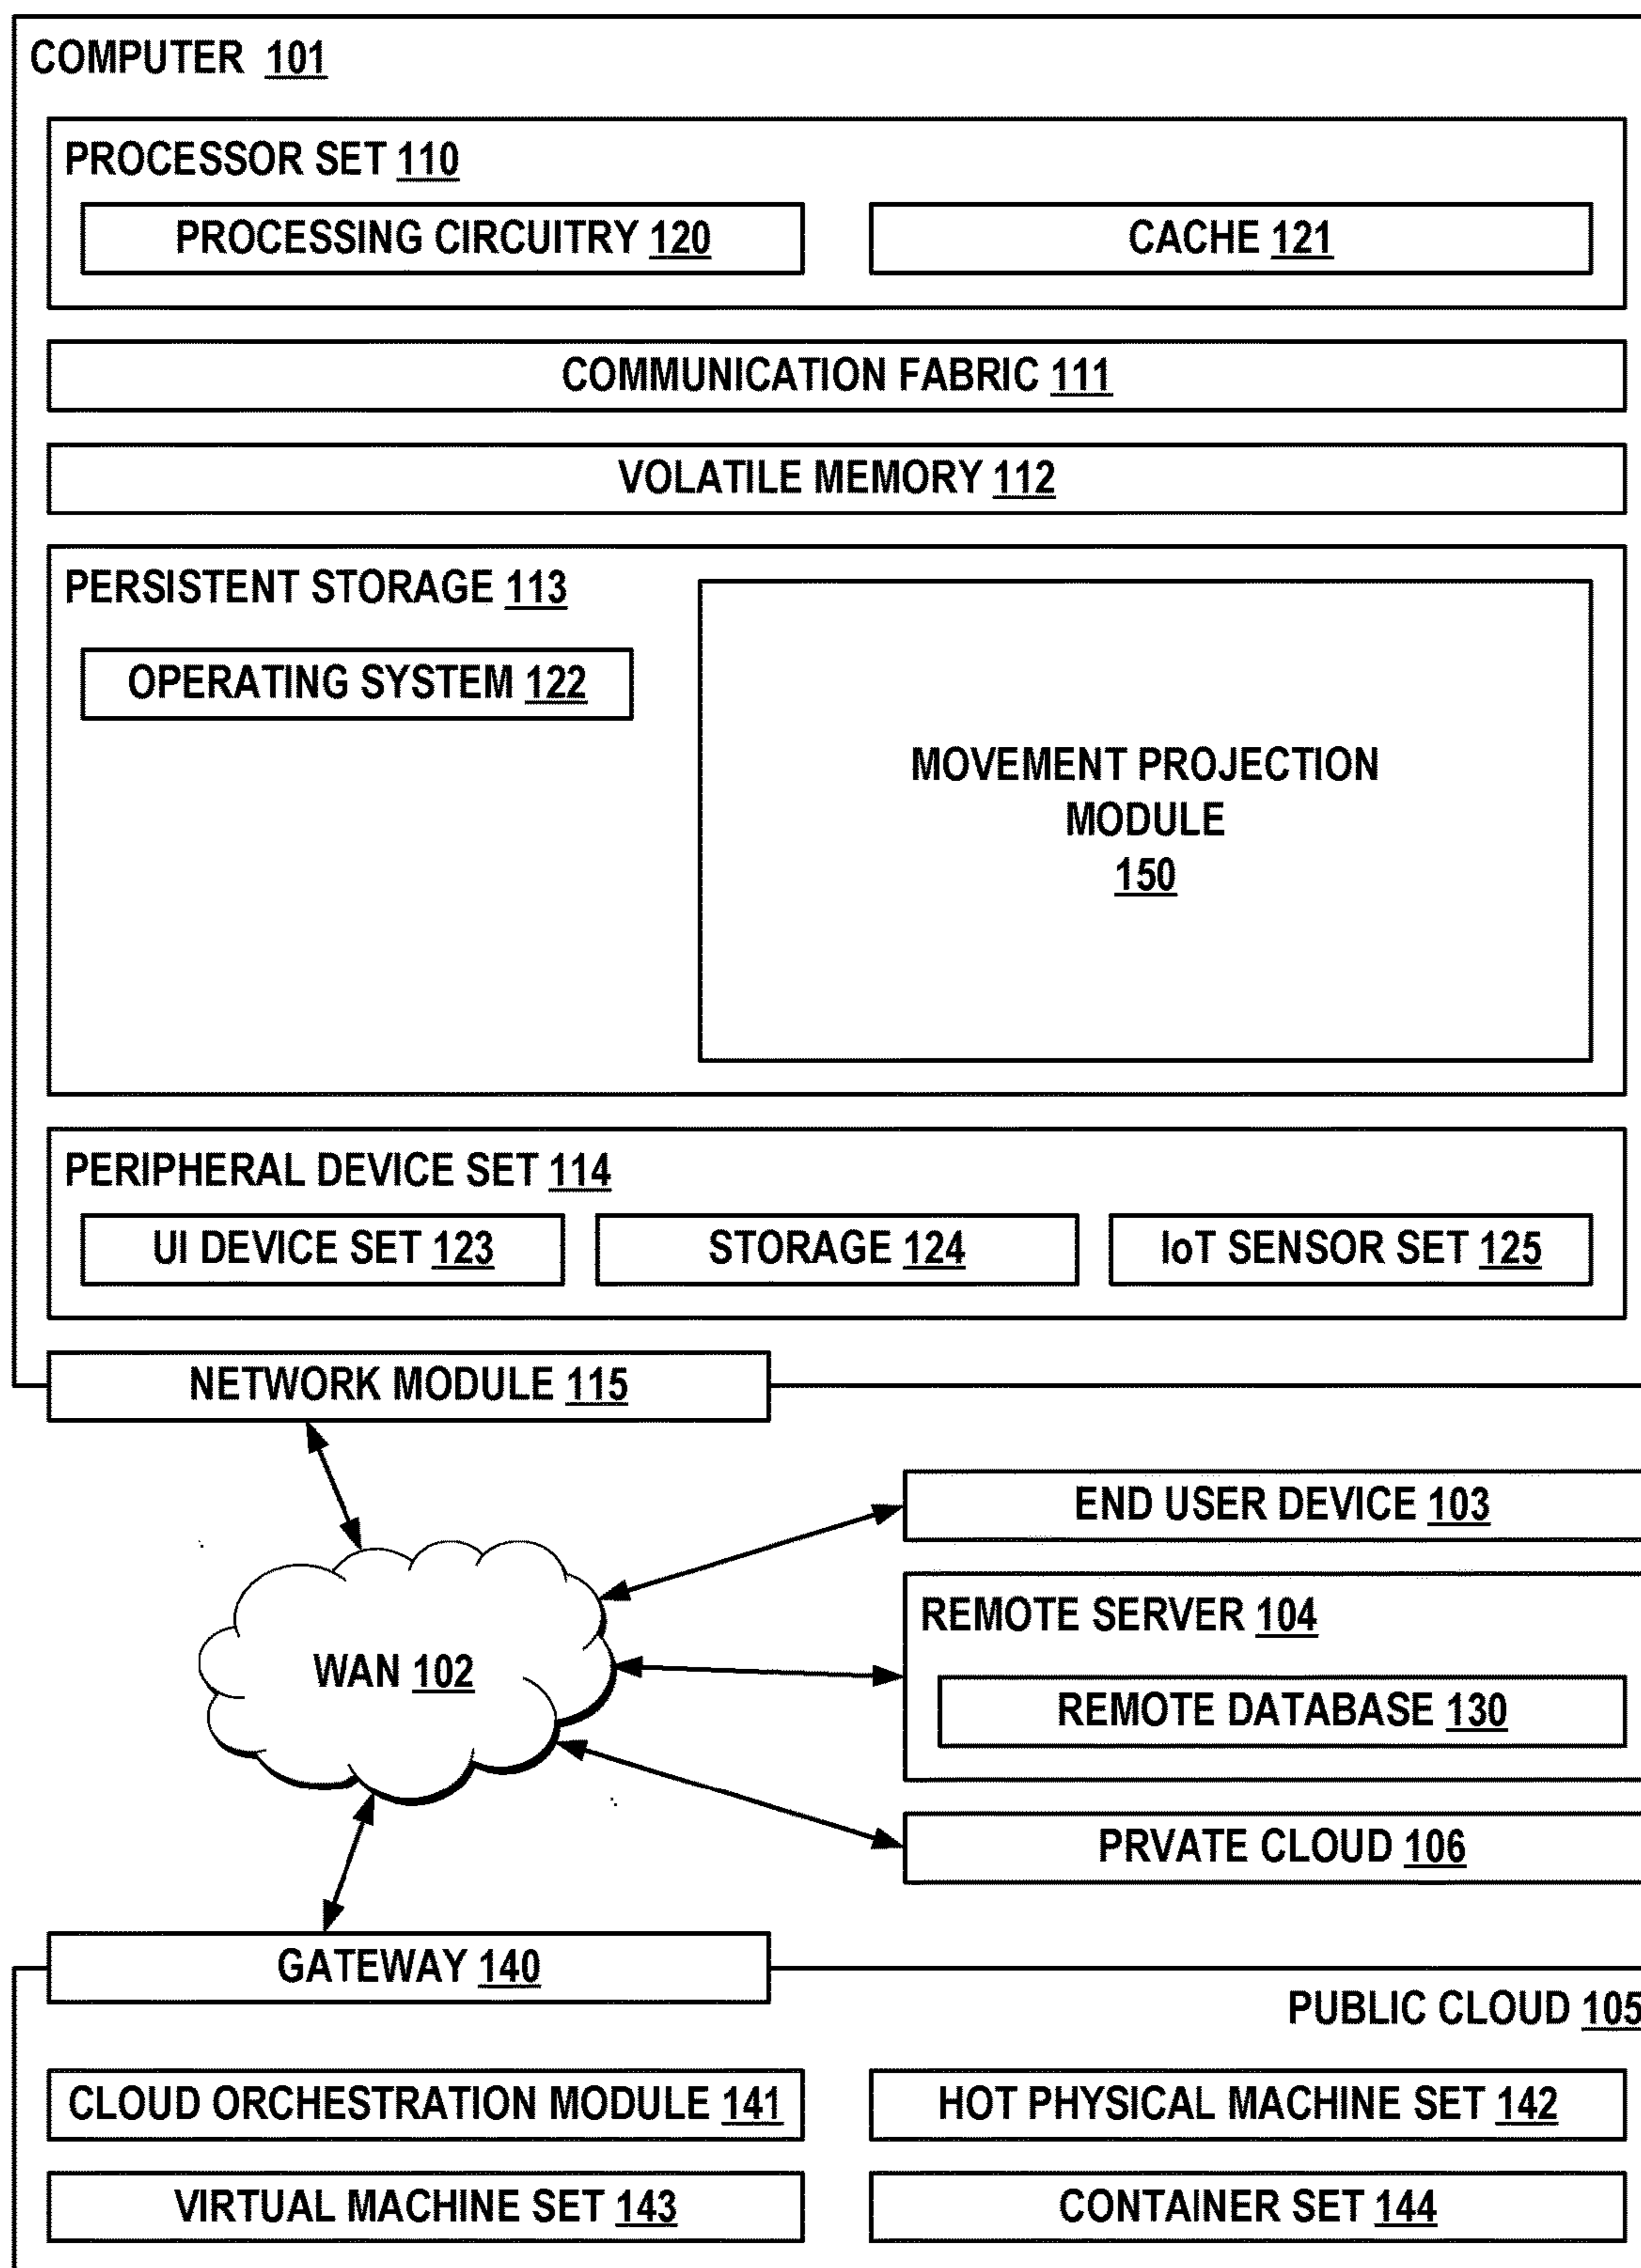 COMPUTER 101
PROCESSOR SET 110
PROCESSING CIRCUITRY 120
CACHE 121
COMMUNICATION FABRIC 111
VOLATILE MEMORY 112
PERSISTENT STORAGE 113
OPERATING SYSTEM 122
MOVEMENT PROJECTION
MODULE
150
PERIPHERAL DEVICE SET 114
UI DEVICE SET 123
STORAGE 124
IoT SENSOR SET 125
NETWORK MODULE 115
END USER DEVICE 103
REMOTE SERVER 104
WAN 102
REMOTE DATABASE 130
PRVATE CLOUD 106
GATEWAY 140
PUBLIC CLOUD 105
CLOUD ORCHESTRATION MODULE 141
HOT PHYSICAL MACHINE SET 142
VIRTUAL MACHINE SET 143
CONTAINER SET 144